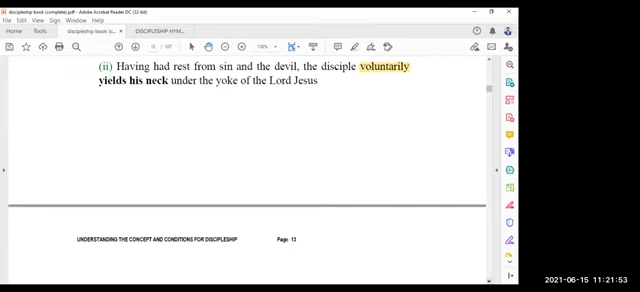 discipleship book (complete).pdf - Adobe Acrobat Reader DC (32-bit)
File Edit View Sign Window Help
Home Tools discipleship book (c... × DISCIPLESHIP HYM...
12 / 107 138%
(ii) Having had rest from sin and the devil, the disciple voluntarily
yields his neck under the yoke of the Lord Jesus
UNDERSTANDING THE CONCEPT AND CONDITIONS FOR DISCIPLESHIP Page 13
2021-06-15 11:21:53